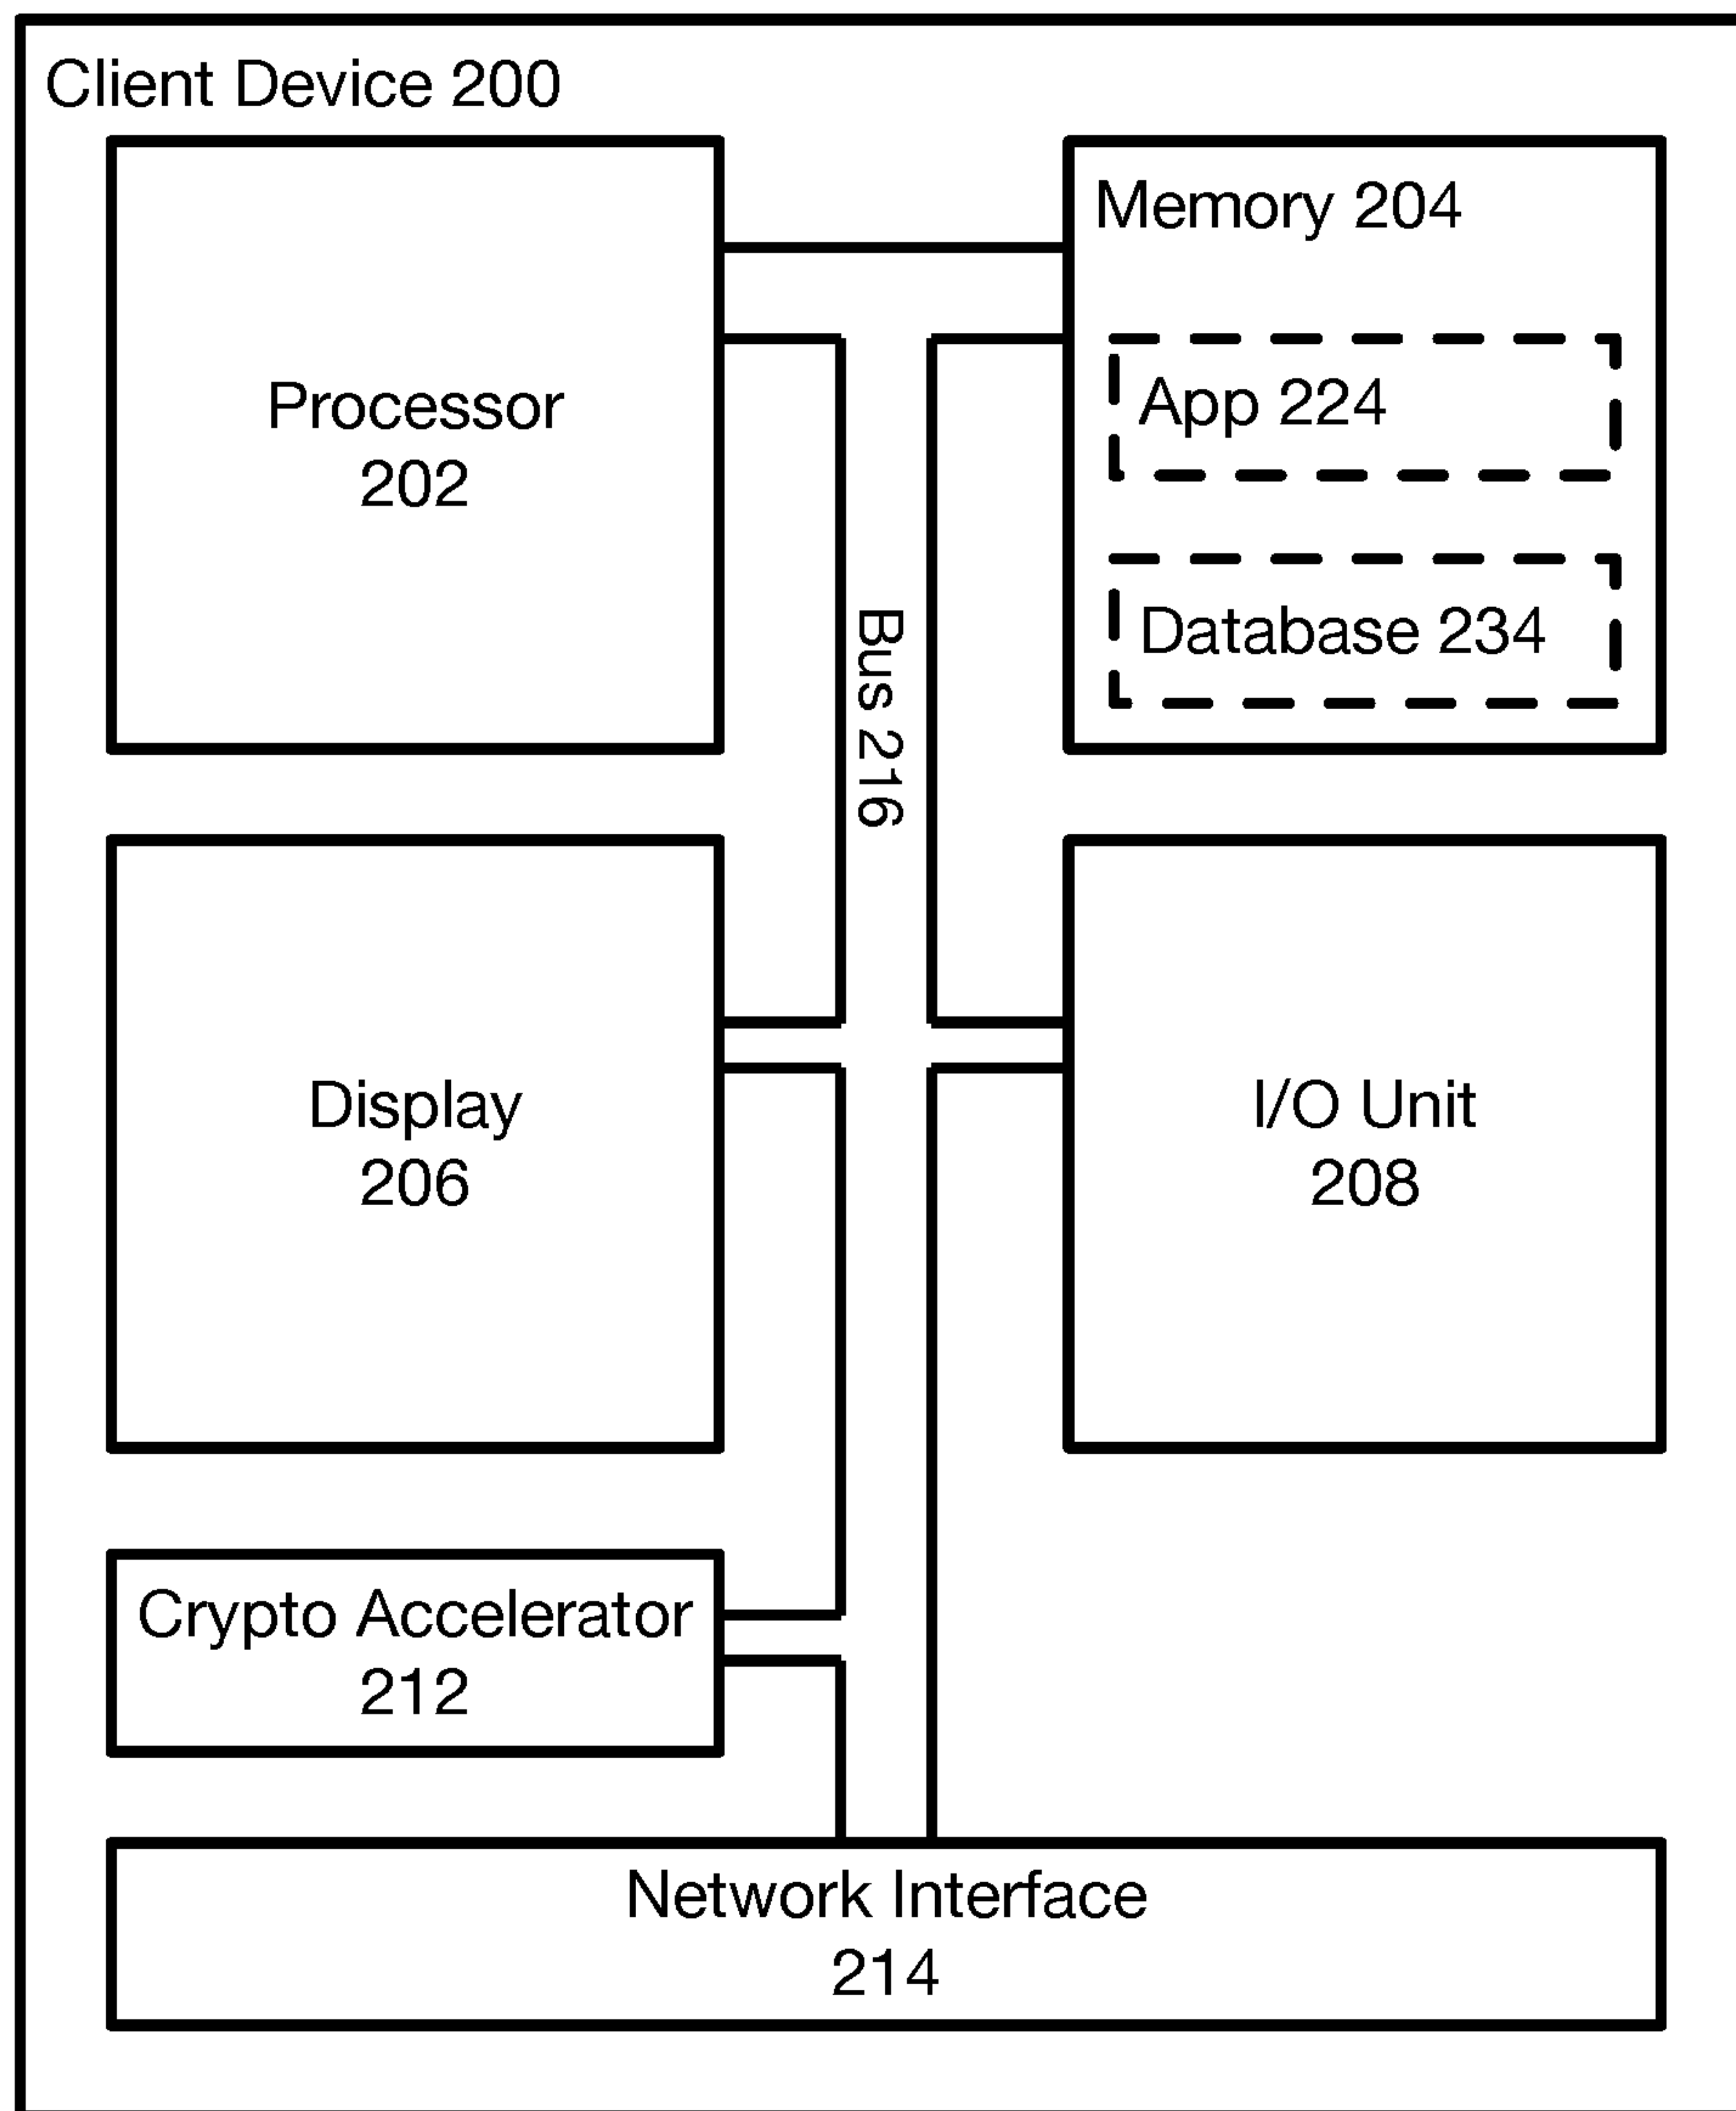 Client Device 200
Processor
202
Memory 204
App 224
Database 234
Bus 216
Display
206
I/O Unit
208
Crypto Accelerator
212
Network Interface
214